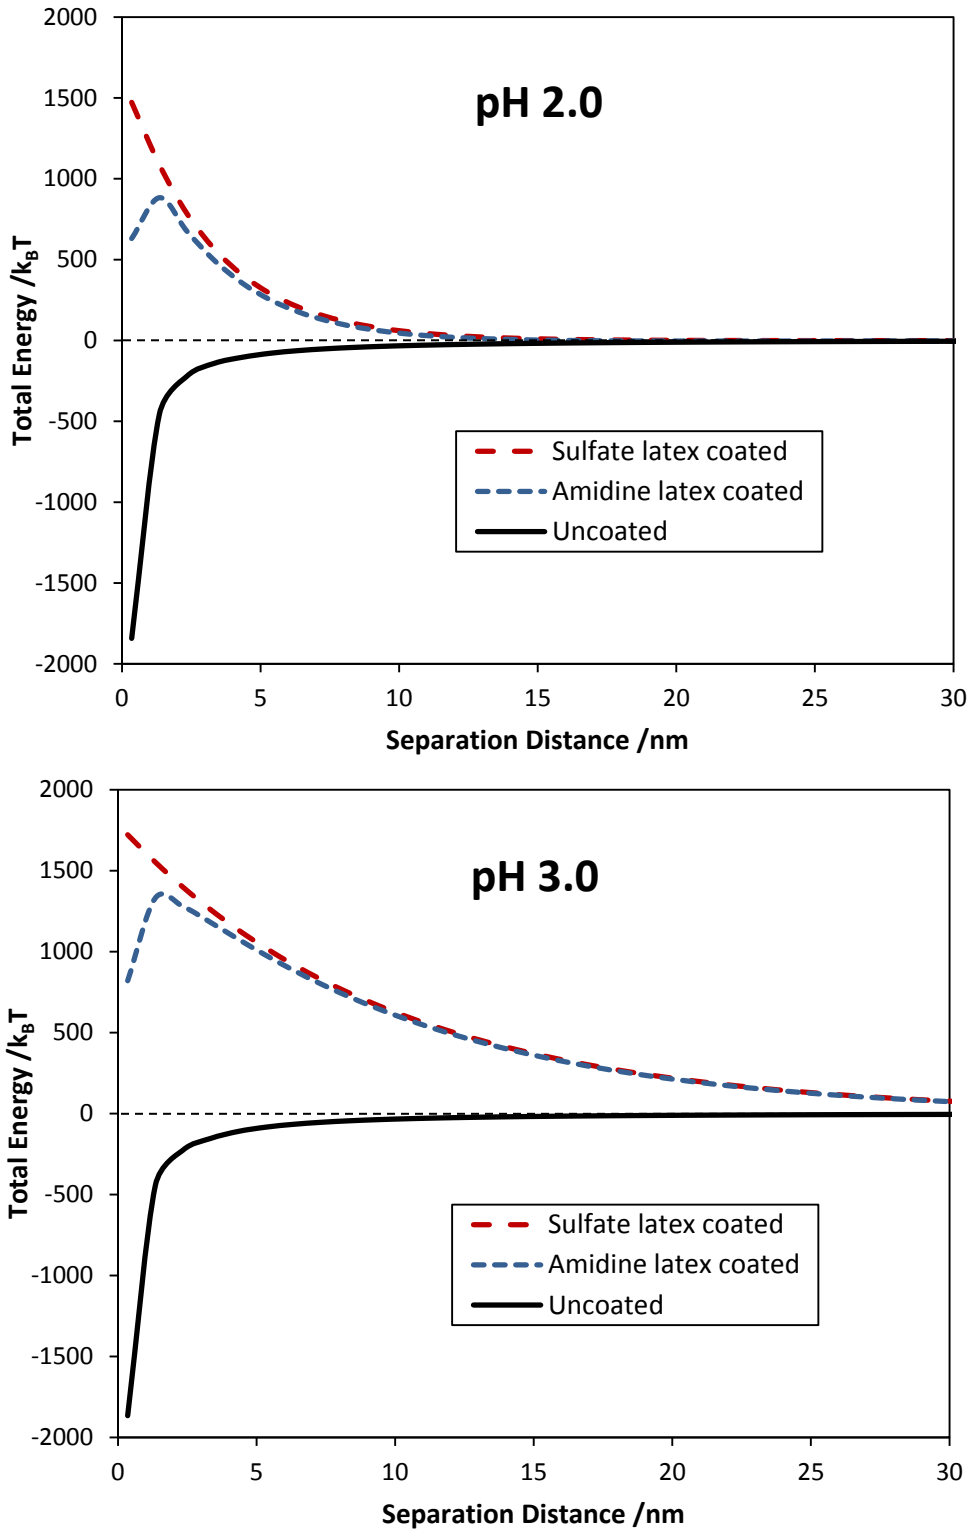 2000
1500
1000
500
0
-500
-1000
-1500
-2000
Total Energy /kBT
pH 2.0
Sulfate latex coated
Amidine latex coated
Uncoated
0 5 10 15 20 25 30
Separation Distance /nm
2000
1500
1000
500
0
-500
-1000
-1500
-2000
Total Energy /kBT
pH 3.0
Sulfate latex coated
Amidine latex coated
Uncoated
0 5 10 15 20 25 30
Separation Distance /nm